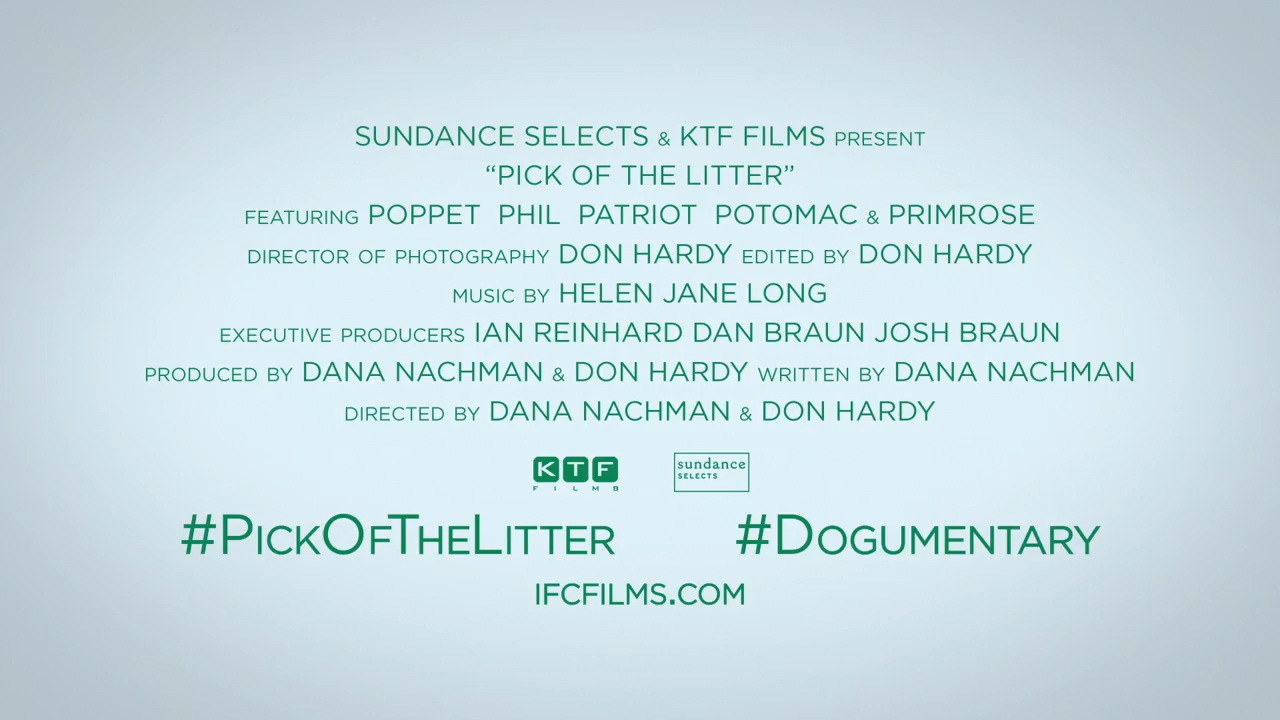 SUNDANCE SELECTS & KTF FILMS PRESENT
“PICK OF THE LITTER”
FEATURING POPPET PHIL PATRIOT POTOMAC & PRIMROSE
DIRECTOR OF PHOTOGRAPHY DON HARDY EDITED BY DON HARDY
MUSIC BY HELEN JANE LONG
EXECUTIVE PRODUCERS IAN REINHARD DAN BRAUN JOSH BRAUN
PRODUCED BY DANA NACHMAN & DON HARDY WRITTEN BY DANA NACHMAN
DIRECTED BY DANA NACHMAN & DON HARDY
KTF
FILMS
sundance
SELECTS
#PICKOFTHELITTER #DOGUMENTARY
IFCFILMS.COM